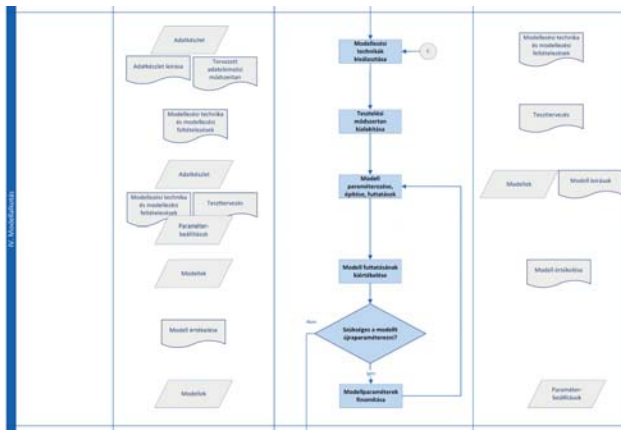 IV. Modellalkotás
Adatkészlet
Adatkészlet leírása
Tervezett
adatelemzési
módszertan
Modellezési technika
és modellezési
feltételezések
Adatkészlet
Modellezési technika
és modellezési
feltételezések
Tesztervezés
Paraméter-
beállítások
Modellek
Modell értékelése
Modellek
Modellezési
technikák
kiválasztása
Tesztelési
módszertan
kialakítása
Modell
paraméterezése,
építése, futtatások
Modell futtatásának
kiértékelése
Nem
Szükséges a modellt
újraparaméterezni?
Igen
Modellparaméterek
finomítása
Modellezési technika
és modellezési
feltételezések
Tesztervezés
Modellek
Modell leírások
Modell értékelése
Paraméter-
beállítások